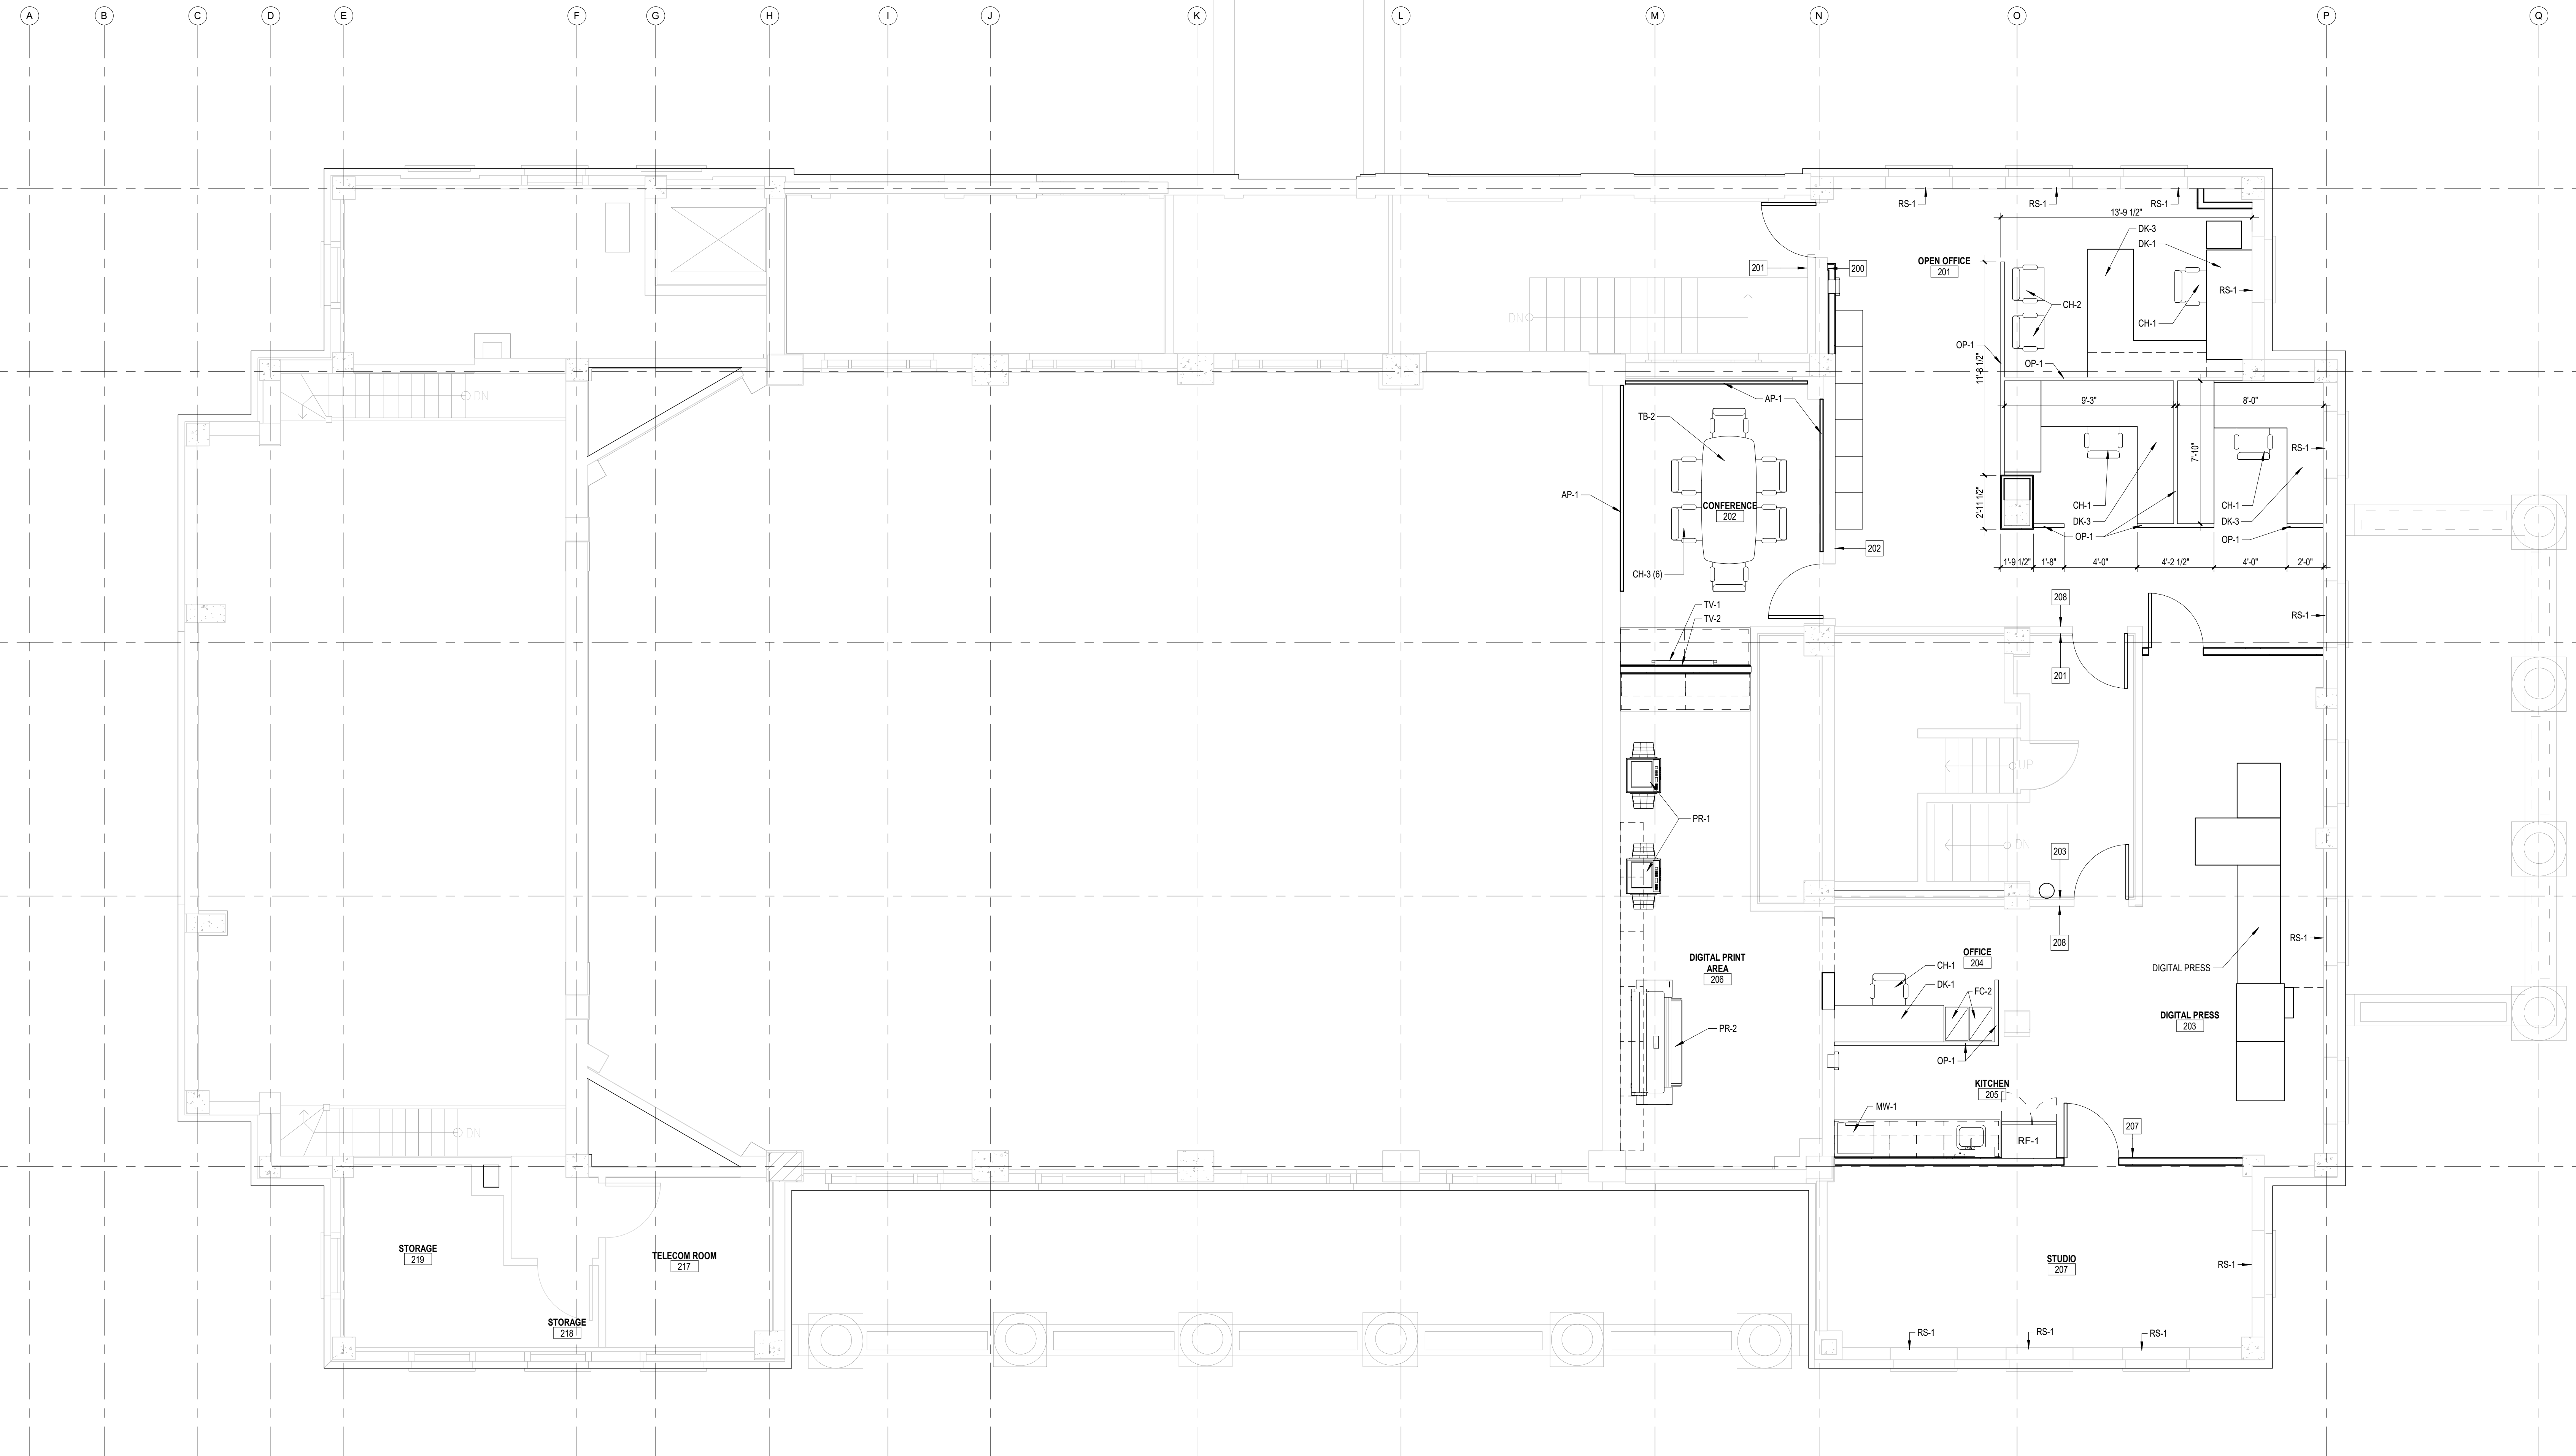 A
B
C
D
E
F
G
H
I
J
K
L
M
N
O
P
Q
RS-1
RS-1
RS-1
13'-9 1/2"
DK-3
DK-1
OPEN OFFICE
201
201
200
RS-1
CH-2
CH-1
DN
OP-1
OP-1
11'-8 1/2"
DN
AP-1
9'-3"
8'-0"
TB-2
7'-10"
RS-1
AP-1
CONFERENCE
202
2'-11 1/2"
CH-1
DK-3
CH-1
DK-3
OP-1
OP-1
202
CH-3 (6)
1'-9 1/2"
1'-8"
4'-0"
4'-2 1/2"
4'-0"
2'-0"
TV-1
TV-2
208
RS-1
201
UP
PR-1
DN
203
208
RS-1
OFFICE
204
DIGITAL PRINT
AREA
206
CH-1
DK-1
FC-2
DIGITAL PRESS
DIGITAL PRESS
203
PR-2
OP-1
KITCHEN
205
MW-1
RF-1
207
DN
STORAGE
219
TELECOM ROOM
217
STUDIO
207
RS-1
STORAGE
218
RS-1
RS-1
RS-1